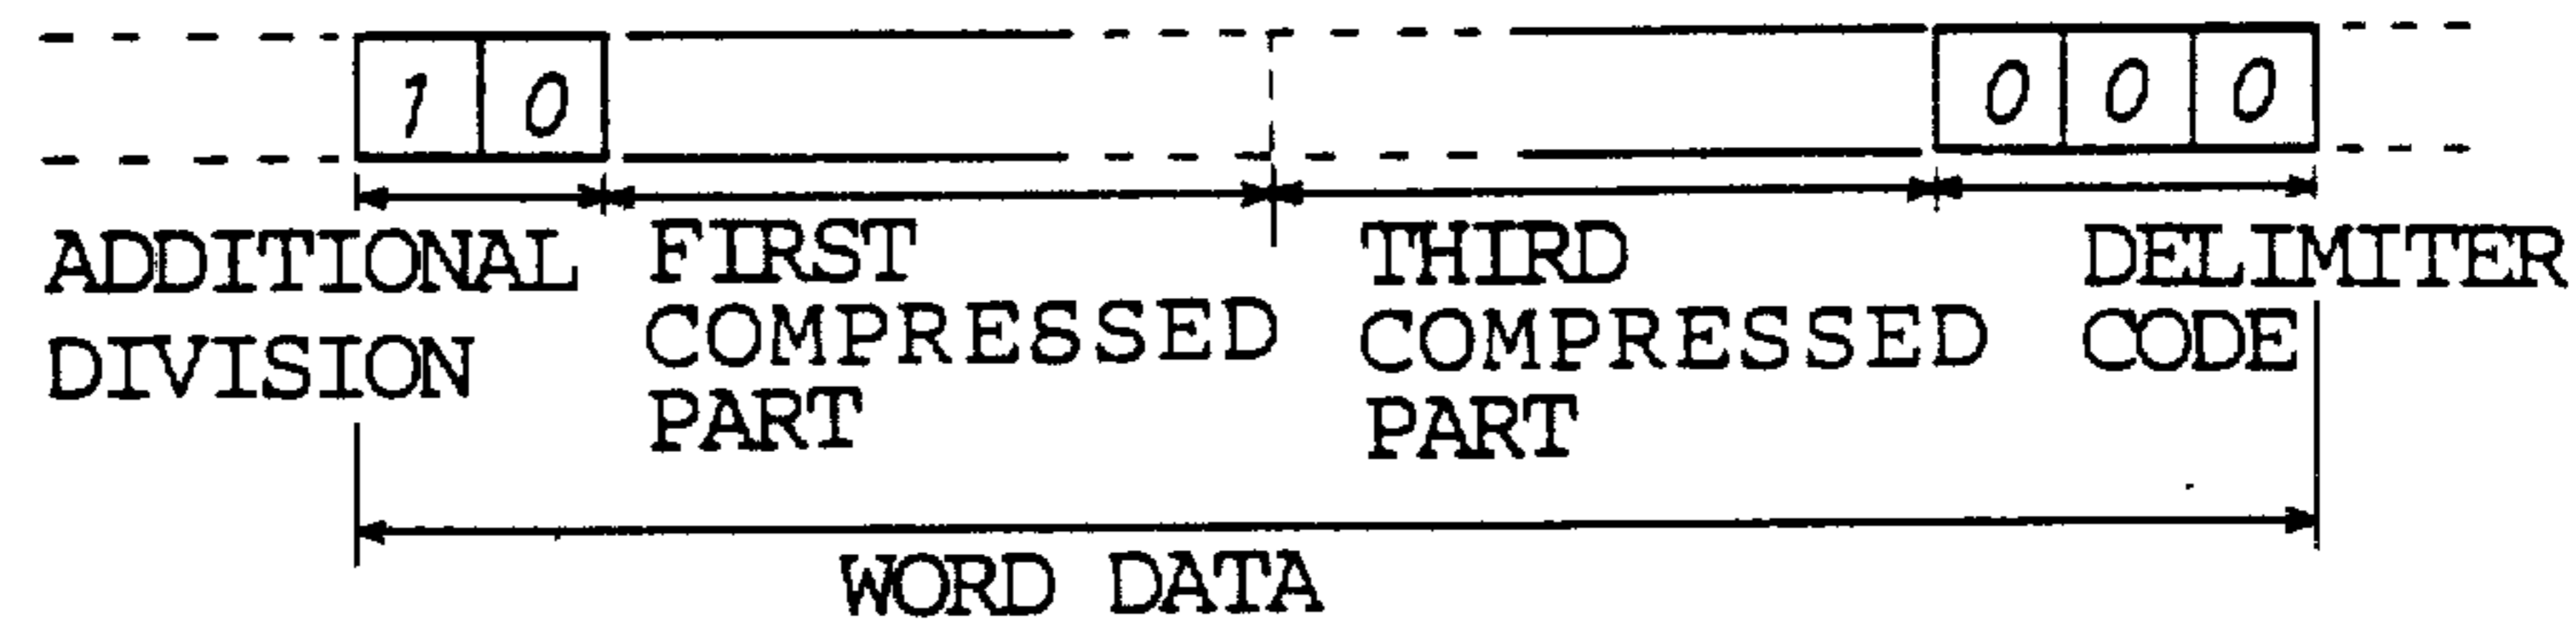 1 0 0 0 0
ADDITIONAL DIVISION
FIRST COMPRESSED PART
THIRD COMPRESSED PART
DELIMITER CODE
WORD DATA